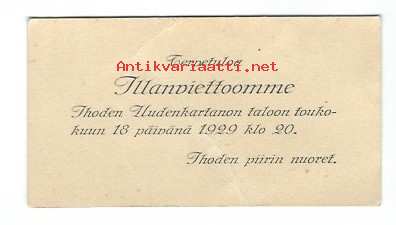 Tervetuloa
Antikvariaatti.net
Illanviettoomme
Ihoden Uudenkartanon taloon touko-
kuun 18 päivänä 1929 klo 20.
Ihoden piirin nuoret.